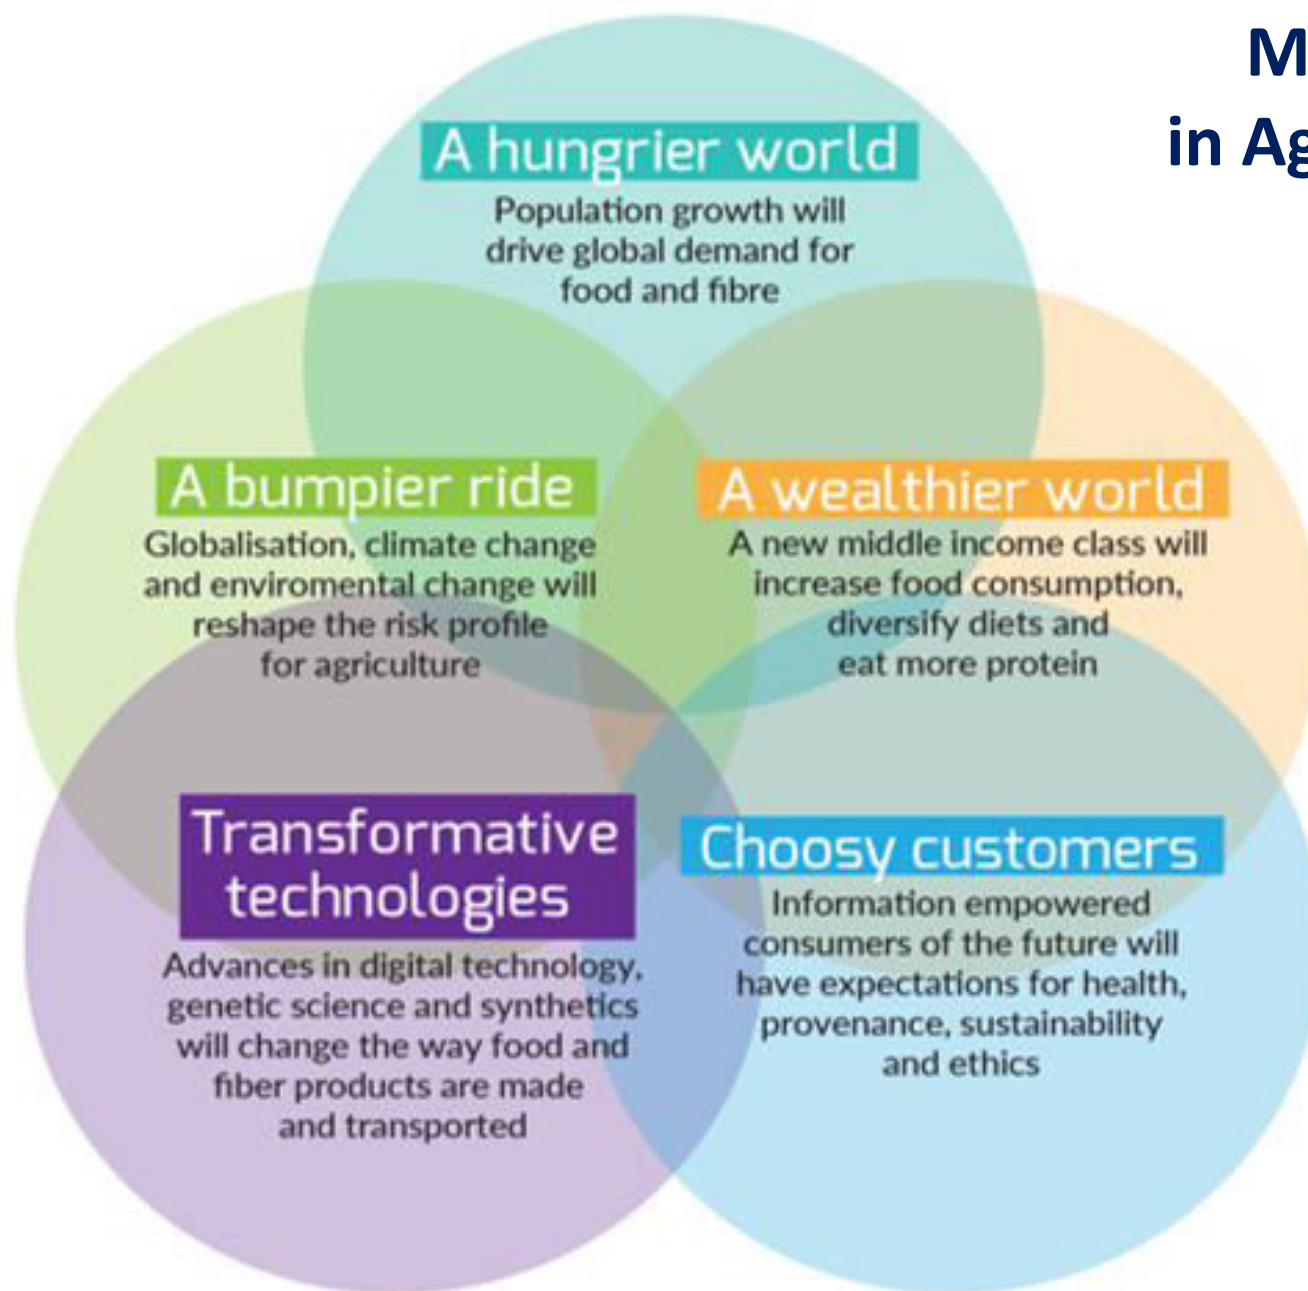 M
in Ag
A hungrier world
Population growth will
drive global demand for
food and fibre
A bumpier ride
Globalisation, climate change
and enviromental change will
reshape the risk profile
for agriculture
A wealthier world
A new middle income class will
increase food consumption,
diversify diets and
eat more protein
Transformative
technologies
Advances in digital technology,
genetic science and synthetics
will change the way food and
fiber products are made
and transported
Choosy customers
Information empowered
consumers of the future will
have expectations for health,
provenance, sustainability
and ethics